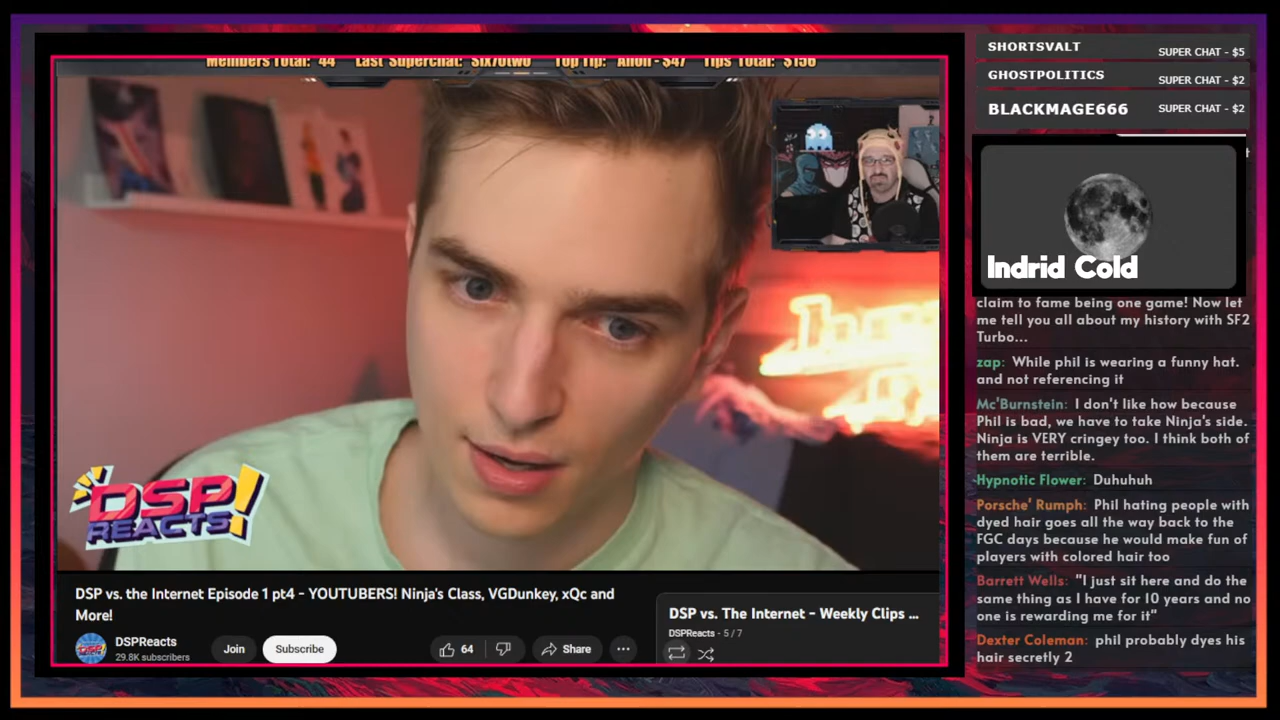 Members Total: 44 Last Superchat: Six7otwo Top Tip: Anon - $47 Tips Total: $156
DSP
REACTS!
DSP vs. the Internet Episode 1 pt4 - YOUTUBERS! Ninja's Class, VGDunkey, xQc and
More!
DSPReacts
29.8K subscribers
Join
Subscribe
64
Share
DSP vs. The Internet - Weekly Clips ...
DSPReacts - 5 / 7
SHORTSVALT SUPER CHAT - $5
GHOSTPOLITICS SUPER CHAT - $2
BLACKMAGE666 SUPER CHAT - $2
Indrid Cold
claim to fame being one game! Now let
me tell you all about my history with SF2
Turbo...
zap: While phil is wearing a funny hat.
and not referencing it
Mc'Burnstein: I don't like how because
Phil is bad, we have to take Ninja's side.
Ninja is VERY cringey too. I think both of
them are terrible.
Hypnotic Flower: Duhuhuh
Porsche' Rumph: Phil hating people with
dyed hair goes all the way back to the
FGC days because he would make fun of
players with colored hair too
Barrett Wells: "I just sit here and do the
same thing as I have for 10 years and no
one is rewarding me for it"
Dexter Coleman: phil probably dyes his
hair secretly 2